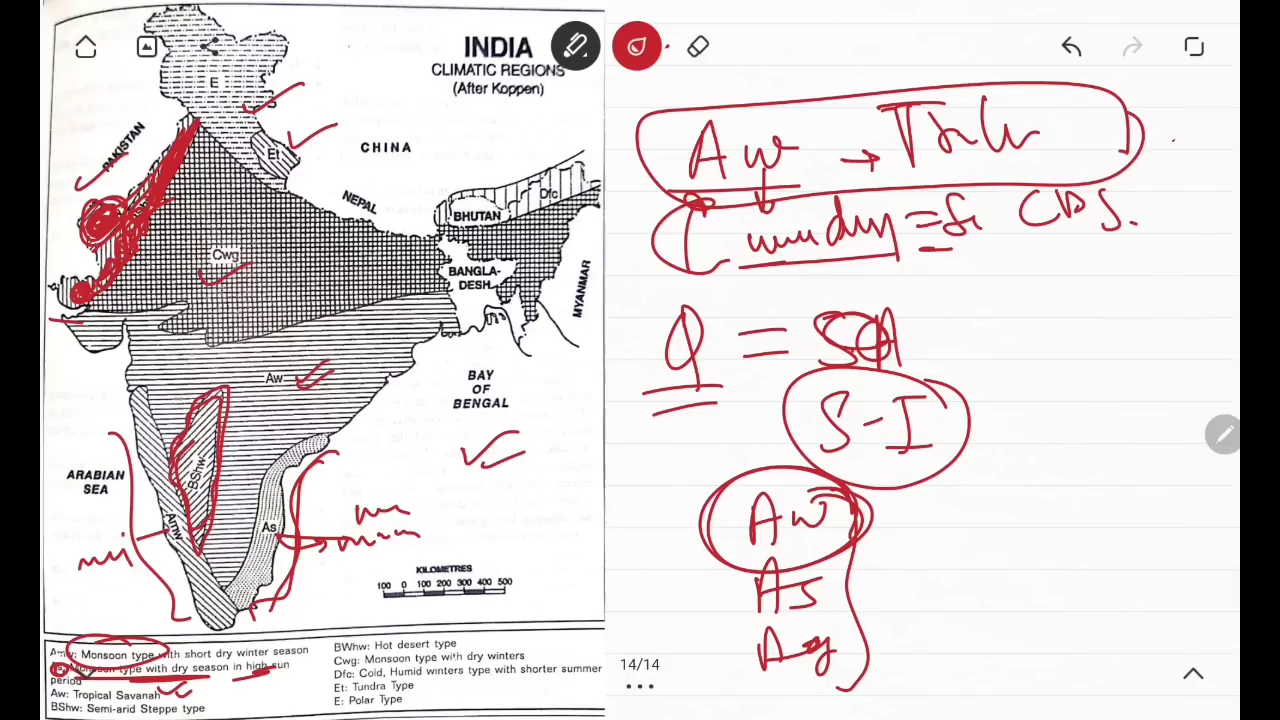 INDIA
CLIMATIC REGIONS
(After Koppen)
E
PAKISTAN
Et
CHINA
NEPAL
Dfc
BHUTAN
Cwg
BANGLA-
DESH
MYANMAR
Aw
BAY
OF
BENGAL
BShw
ARABIAN
SEA
Amw
As
KILOMETRES
100 0 100 200 300 400 500
Amw: Monsoon type with short dry winter season
As: Monsoon type with dry season in high sun
period
Aw: Tropical Savanah
BShw: Semi-arid Steppe type
BWhw: Hot desert type
Cwg: Monsoon type with dry winters
Dfc: Cold, Humid winters type with shorter summer
Et: Tundra Type
E: Polar Type
Aw →
dry =
Q =
S-I
Aw
As
14/14